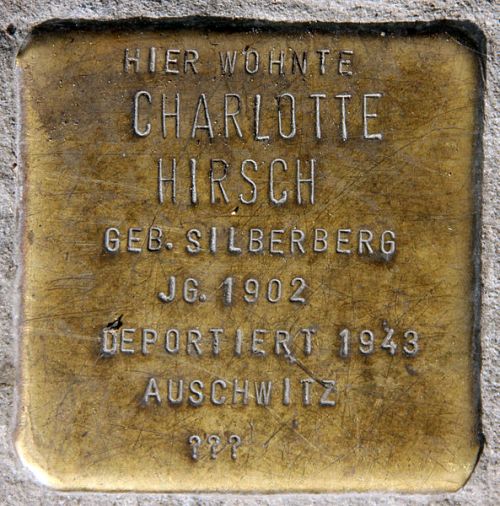 HIER WOHNTE
CHARLOTTE
HIRSCH
GEB. SILBERBERG
JG. 1902
DEPORTIERT 1943
AUSCHWITZ
???